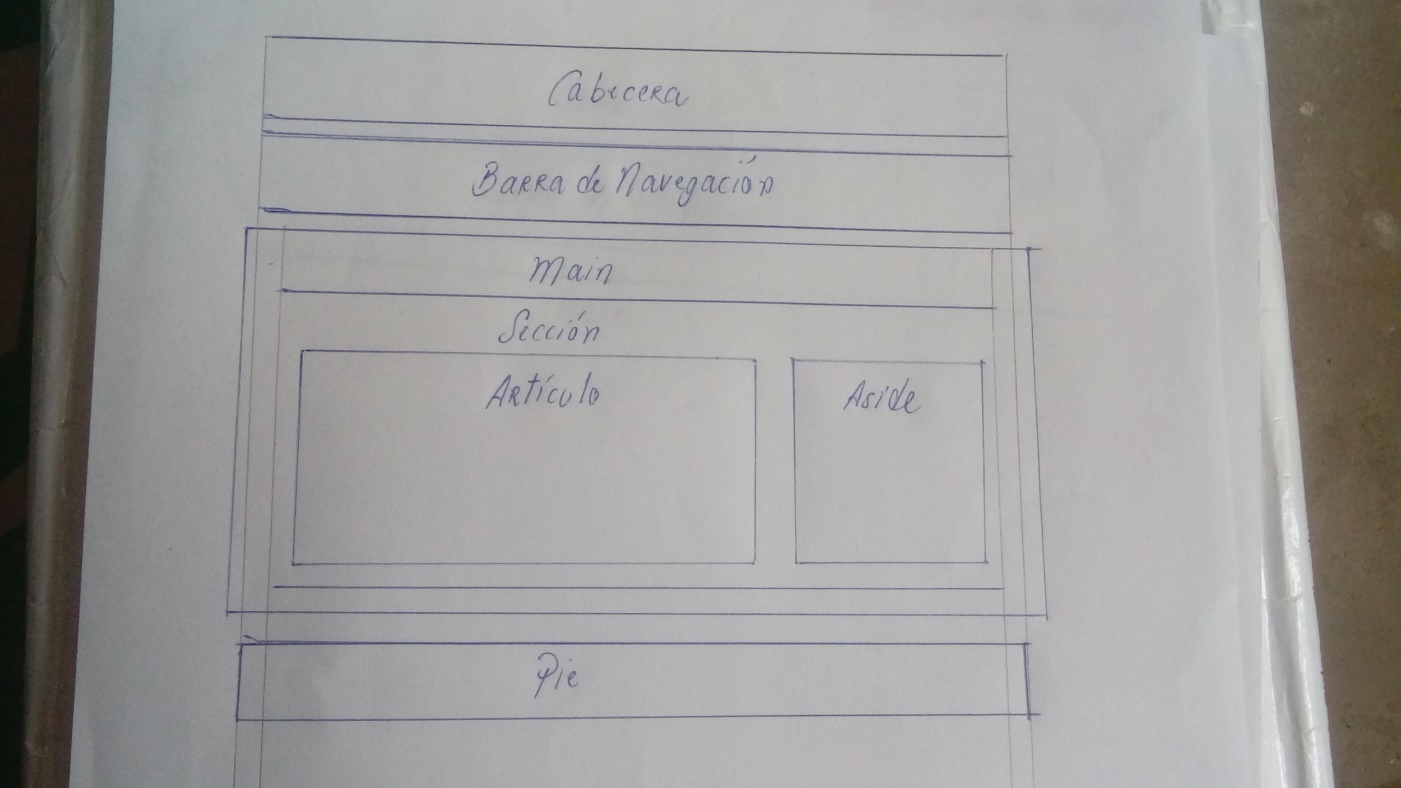 Cabecera
Barra de Navegación
Main
Sección
Artículo
Aside
Pie